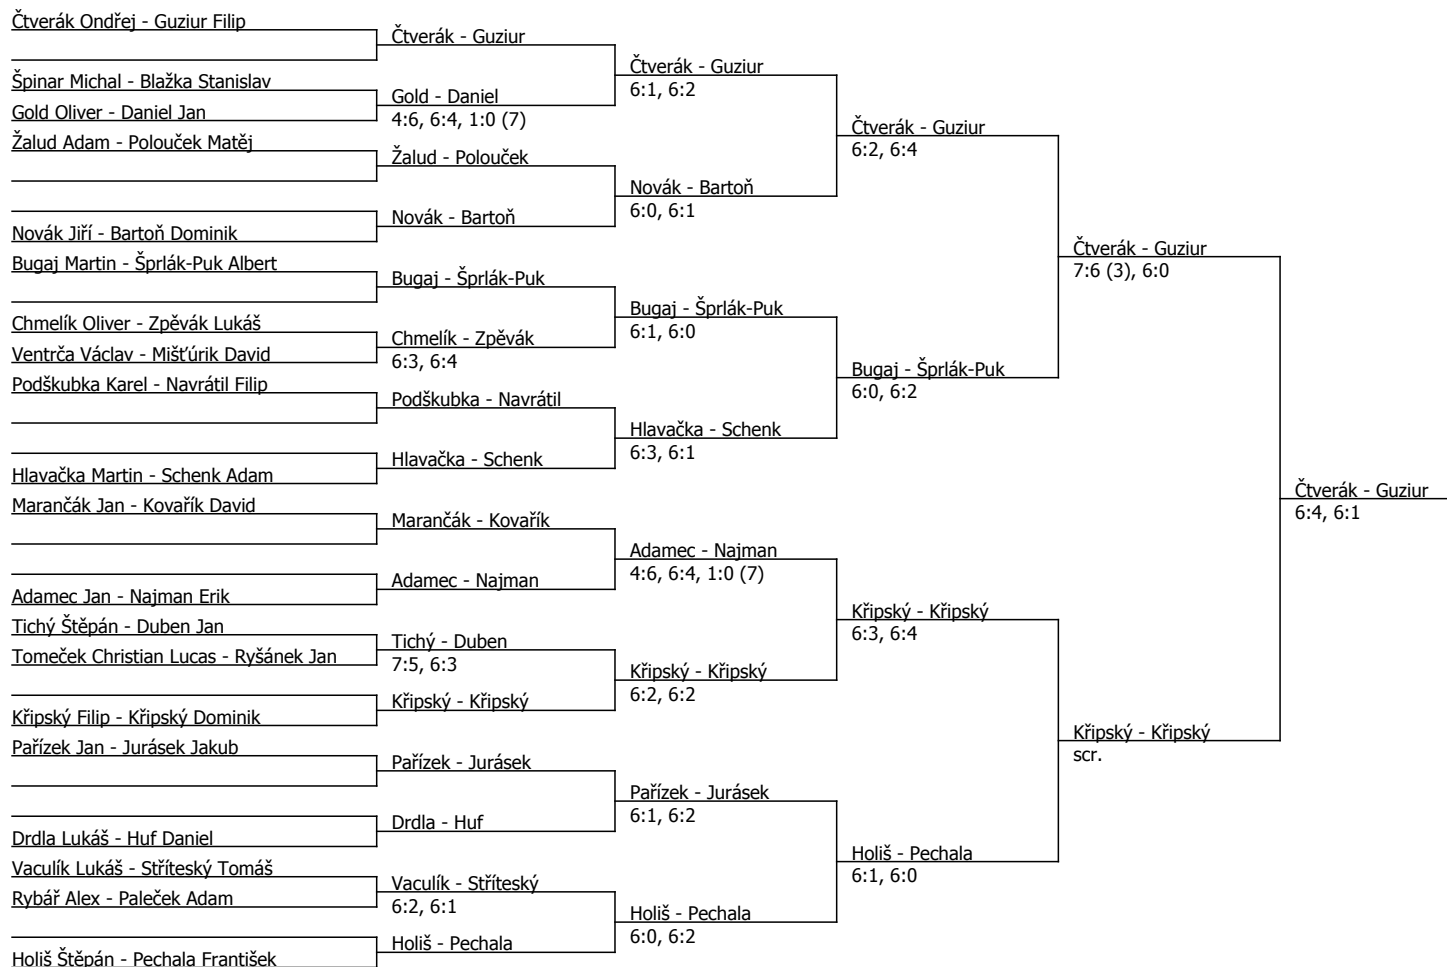 Čtverák Ondřej - Guziur Filip
Špinar Michal - Blažka Stanislav
Gold Oliver - Daniel Jan
Žalud Adam - Polouček Matěj
Novák Jiří - Bartoň Dominik
Bugaj Martin - Šprlák-Puk Albert
Chmelík Oliver - Zpěvák Lukáš
Ventrča Václav - Mišťúrik David
Podškubka Karel - Navrátil Filip
Hlavačka Martin - Schenk Adam
Marančák Jan - Kovařík David
Adamec Jan - Najman Erik
Tichý Štěpán - Duben Jan
Tomeček Christian Lucas - Ryšánek Jan
Křipský Filip - Křipský Dominik
Pařízek Jan - Jurásek Jakub
Drdla Lukáš - Huf Daniel
Vaculík Lukáš - Stříteský Tomáš
Rybář Alex - Paleček Adam
Holiš Štěpán - Pechala František
Čtverák - Guziur
Gold - Daniel
4:6, 6:4, 1:0 (7)
Žalud - Polouček
Novák - Bartoň
Bugaj - Šprlák-Puk
Chmelík - Zpěvák
6:3, 6:4
Podškubka - Navrátil
Hlavačka - Schenk
Marančák - Kovařík
Adamec - Najman
Tichý - Duben
7:5, 6:3
Křipský - Křipský
Pařízek - Jurásek
Drdla - Huf
Vaculík - Stříteský
6:2, 6:1
Holiš - Pechala
Čtverák - Guziur
6:1, 6:2
Novák - Bartoň
6:0, 6:1
Bugaj - Šprlák-Puk
6:1, 6:0
Hlavačka - Schenk
6:3, 6:1
Adamec - Najman
4:6, 6:4, 1:0 (7)
Křipský - Křipský
6:2, 6:2
Pařízek - Jurásek
6:1, 6:2
Holiš - Pechala
6:0, 6:2
Čtverák - Guziur
6:2, 6:4
Bugaj - Šprlák-Puk
6:0, 6:2
Křipský - Křipský
6:3, 6:4
Holiš - Pechala
6:1, 6:0
Čtverák - Guziur
7:6 (3), 6:0
Křipský - Křipský
scr.
Čtverák - Guziur
6:4, 6:1